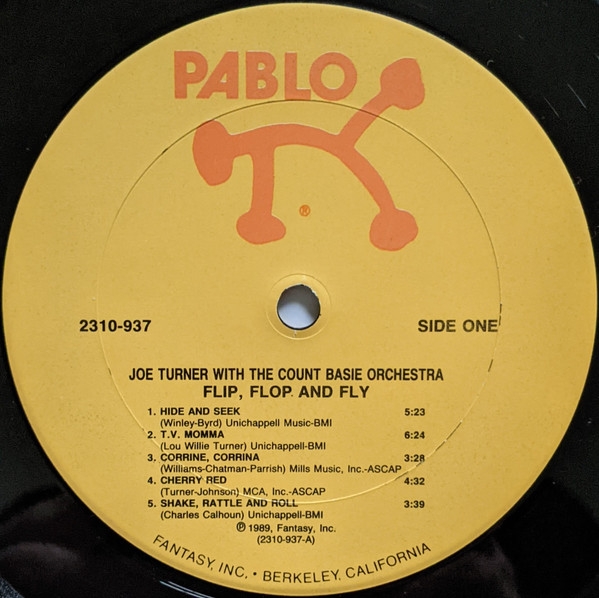 PABLO
®
2310-937 SIDE ONE
JOE TURNER WITH THE COUNT BASIE ORCHESTRA
FLIP, FLOP AND FLY
1. HIDE AND SEEK 5:23
(Winley-Byrd) Unichappell Music-BMI
2. T.V. MOMMA 6:24
(Lou Willie Turner) Unichappell-BMI
3. CORRINE, CORRINA 3:28
(Williams-Chatman-Parrish) Mills Music, Inc.-ASCAP
4. CHERRY RED 4:32
(Turner-Johnson) MCA, Inc.-ASCAP
5. SHAKE, RATTLE AND ROLL 3:39
(Charles Calhoun) Unichappell-BMI
℗ 1989, Fantasy, Inc.
(2310-937-A)
FANTASY, INC. • BERKELEY, CALIFORNIA